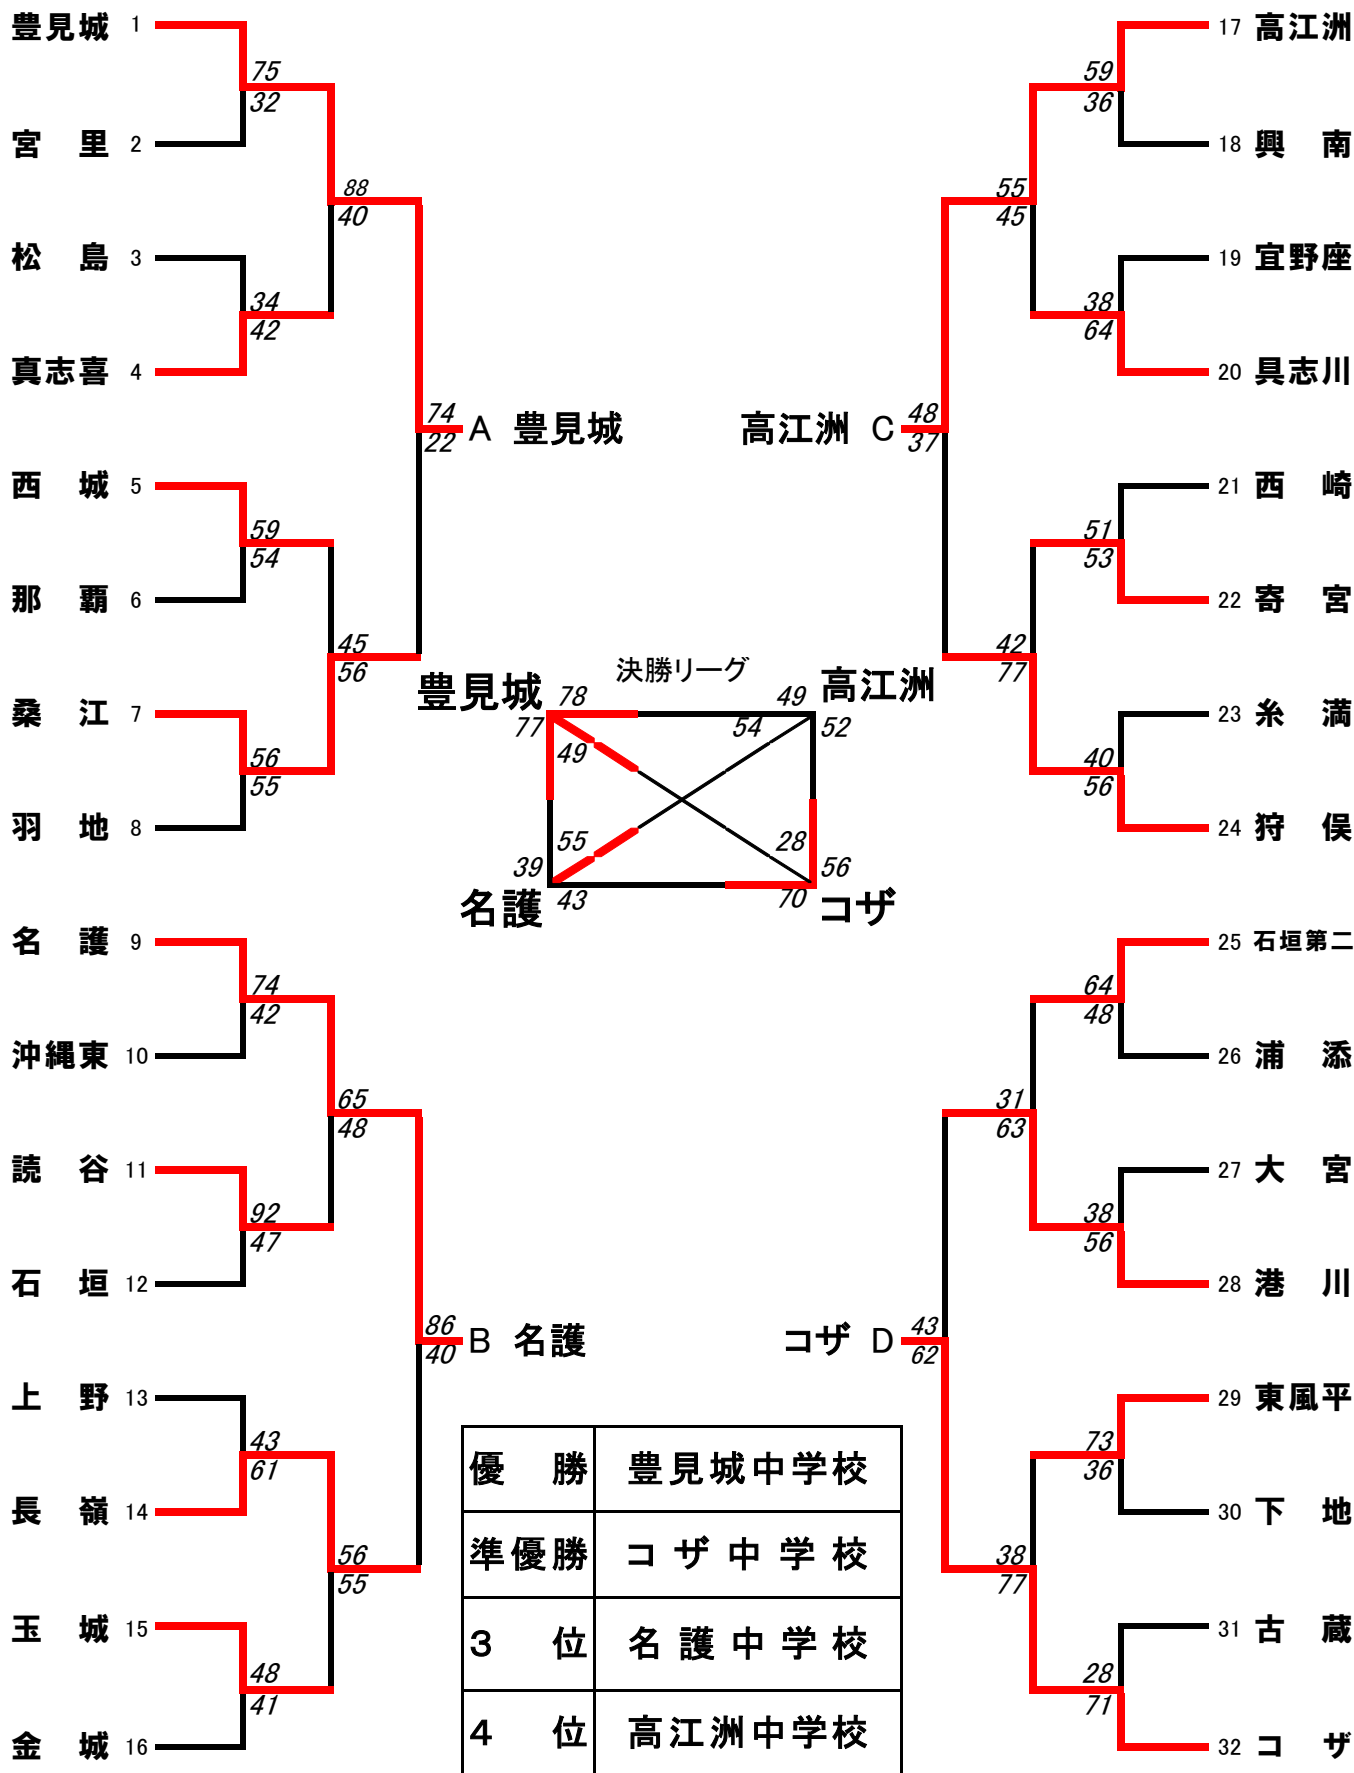 豊見城 1
75
32
宮里 2
88
40
松島 3
34
42
真志喜 4
74
22
A 豊見城
西城 5
59
54
那覇 6
45
56
桑江 7
56
55
羽地 8
名護 9
74
42
沖縄東 10
65
48
読谷 11
92
47
石垣 12
86
40
B 名護
上野 13
43
61
長嶺 14
56
55
玉城 15
48
41
金城 16
17 高江洲
59
36
18 興南
55
45
19 宜野座
38
64
20 具志川
高江洲 C
48
37
21 西崎
51
53
22 寄宮
42
77
23 糸満
40
56
24 狩俣
25 石垣第二
64
48
26 浦添
31
63
27 大宮
38
56
28 港川
コザ D
43
62
29 東風平
73
36
30 下地
38
77
31 古蔵
28
71
32 コザ
決勝リーグ
豊見城 78 49 高江洲
77 54 52
49
55 28
39 56
名護 43 70 コザ
優勝 豊見城中学校
準優勝 コザ中学校
3位 名護中学校
4位 高江洲中学校